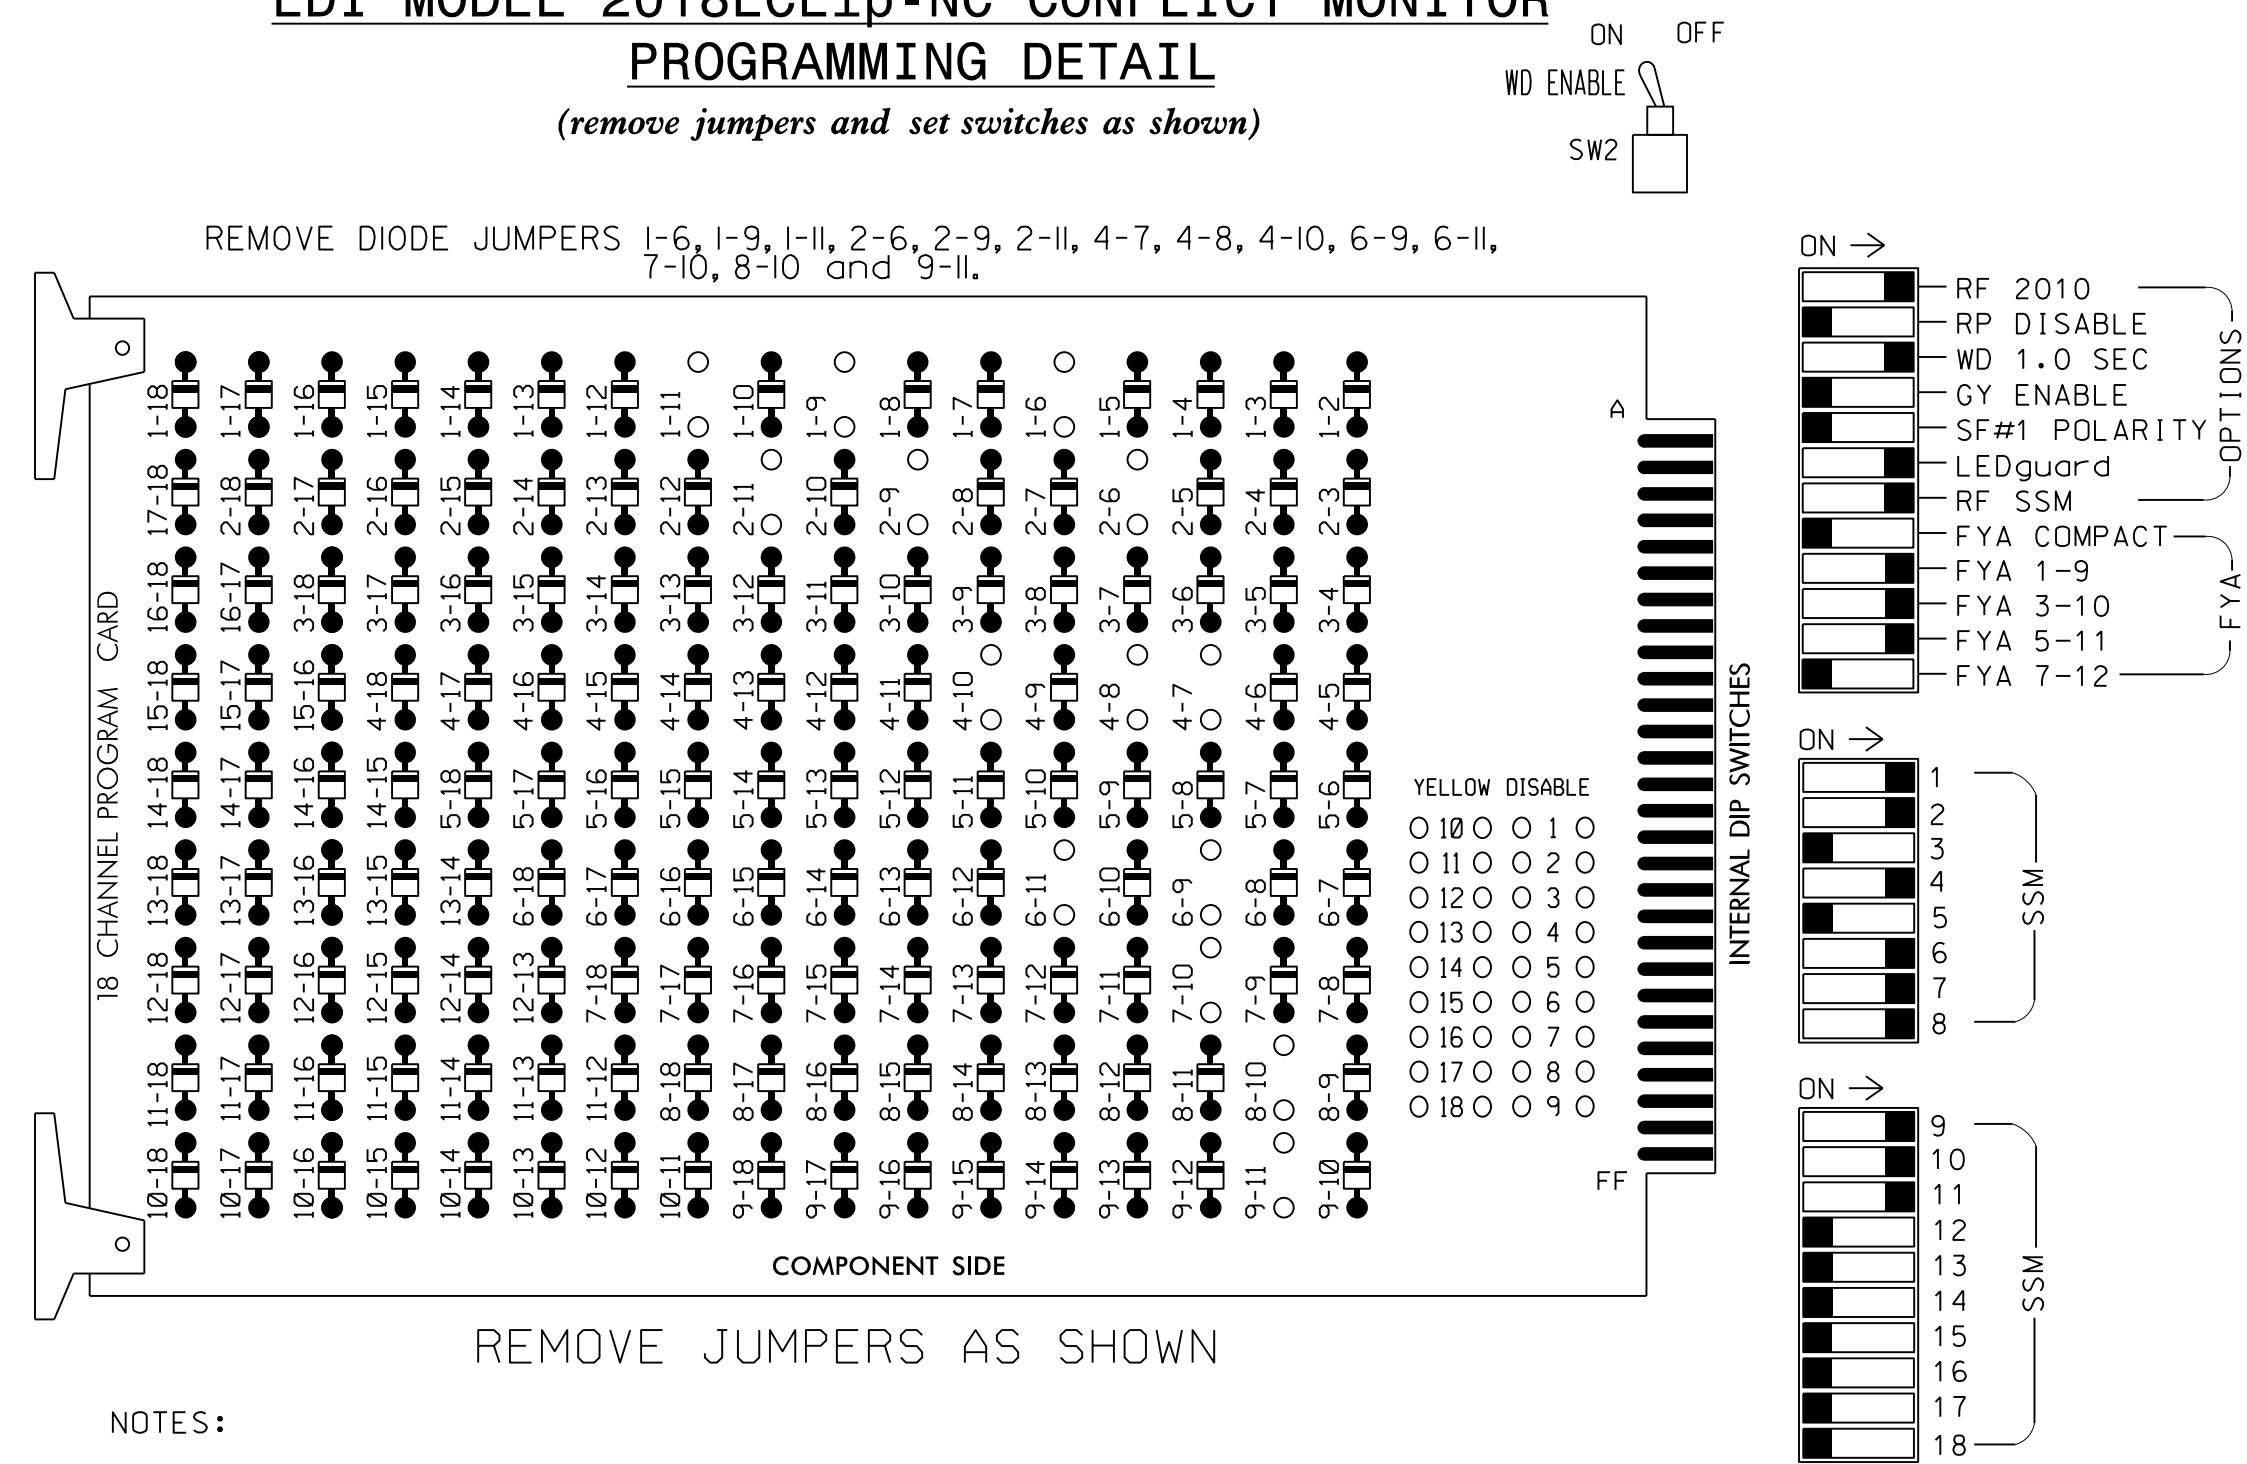 EDI MODEL 2018ECLip-NC CONFLICT MONITOR
PROGRAMMING DETAIL
(remove jumpers and set switches as shown)
ON OFF
WD ENABLE
SW2
REMOVE DIODE JUMPERS 1-6, 1-9, 1-11, 2-6, 2-9, 2-11, 4-7, 4-8, 4-10, 6-9, 6-11,
7-10, 8-10 and 9-11.
18 CHANNEL PROGRAM CARD
1-18 1-17 1-16 1-15 1-14 1-13 1-12 1-11 1-10 1-9 1-8 1-7 1-6 1-5 1-4 1-3 1-2
17-18 2-18 2-17 2-16 2-15 2-14 2-13 2-12 2-11 2-10 2-9 2-8 2-7 2-6 2-5 2-4 2-3
16-18 16-17 3-18 3-17 3-16 3-15 3-14 3-13 3-12 3-11 3-10 3-9 3-8 3-7 3-6 3-5 3-4
15-18 15-17 15-16 4-18 4-17 4-16 4-15 4-14 4-13 4-12 4-11 4-10 4-9 4-8 4-7 4-6 4-5
14-18 14-17 14-16 14-15 5-18 5-17 5-16 5-15 5-14 5-13 5-12 5-11 5-10 5-9 5-8 5-7 5-6
13-18 13-17 13-16 13-15 13-14 6-18 6-17 6-16 6-15 6-14 6-13 6-12 6-11 6-10 6-9 6-8 6-7
12-18 12-17 12-16 12-15 12-14 12-13 7-18 7-17 7-16 7-15 7-14 7-13 7-12 7-11 7-10 7-9 7-8
11-18 11-17 11-16 11-15 11-14 11-13 11-12 8-18 8-17 8-16 8-15 8-14 8-13 8-12 8-11 8-10 8-9
10-18 10-17 10-16 10-15 10-14 10-13 10-12 10-11 9-18 9-17 9-16 9-15 9-14 9-13 9-12 9-11 9-10
A
YELLOW DISABLE
10 1
11 2
12 3
13 4
14 5
15 6
16 7
17 8
18 9
FF
COMPONENT SIDE
REMOVE JUMPERS AS SHOWN
NOTES:
INTERNAL DIP SWITCHES
ON
RF 2010
RP DISABLE
WD 1.0 SEC
GY ENABLE
SF#1 POLARITY
LEDguard
RF SSM
OPTIONS
FYA COMPACT
FYA 1-9
FYA 3-10
FYA 5-11
FYA 7-12
FYA
ON
1
2
3
4
5
6
7
8
SSM
ON
9
10
11
12
13
14
15
16
17
18
SSM